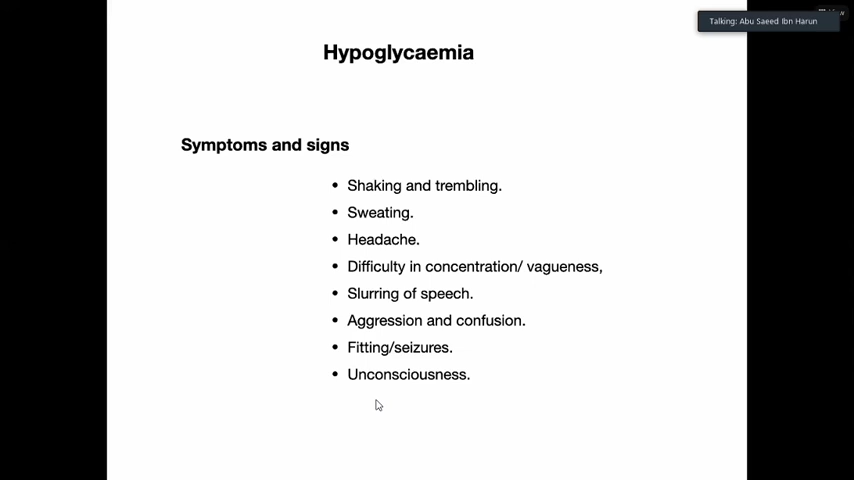 Talking: Abu Saeed Ibn Harun
Hypoglycaemia
Symptoms and signs
• Shaking and trembling.
• Sweating.
• Headache.
• Difficulty in concentration/ vagueness,
• Slurring of speech.
• Aggression and confusion.
• Fitting/seizures.
• Unconsciousness.